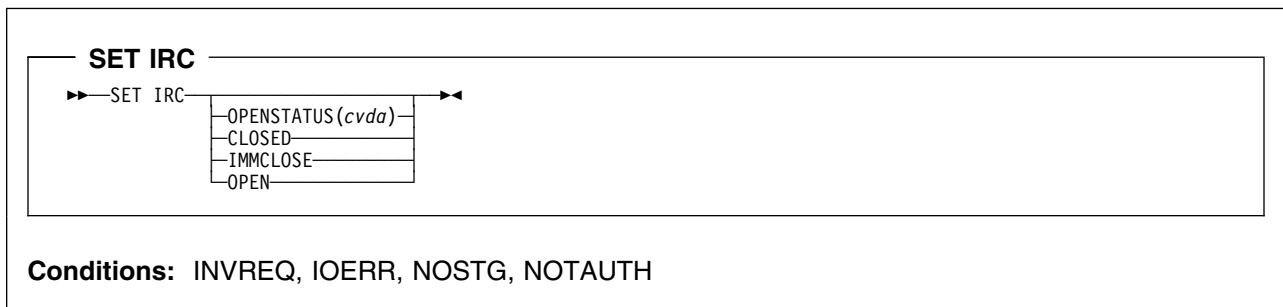 SET IRC
►►──SET IRC──┬──────────────────┬──►◄
├─OPENSTATUS(cvda)─┤
├─CLOSED───────────┤
├─IMMCLOSE─────────┤
└─OPEN─────────────┘
Conditions: INVREQ, IOERR, NOSTG, NOTAUTH